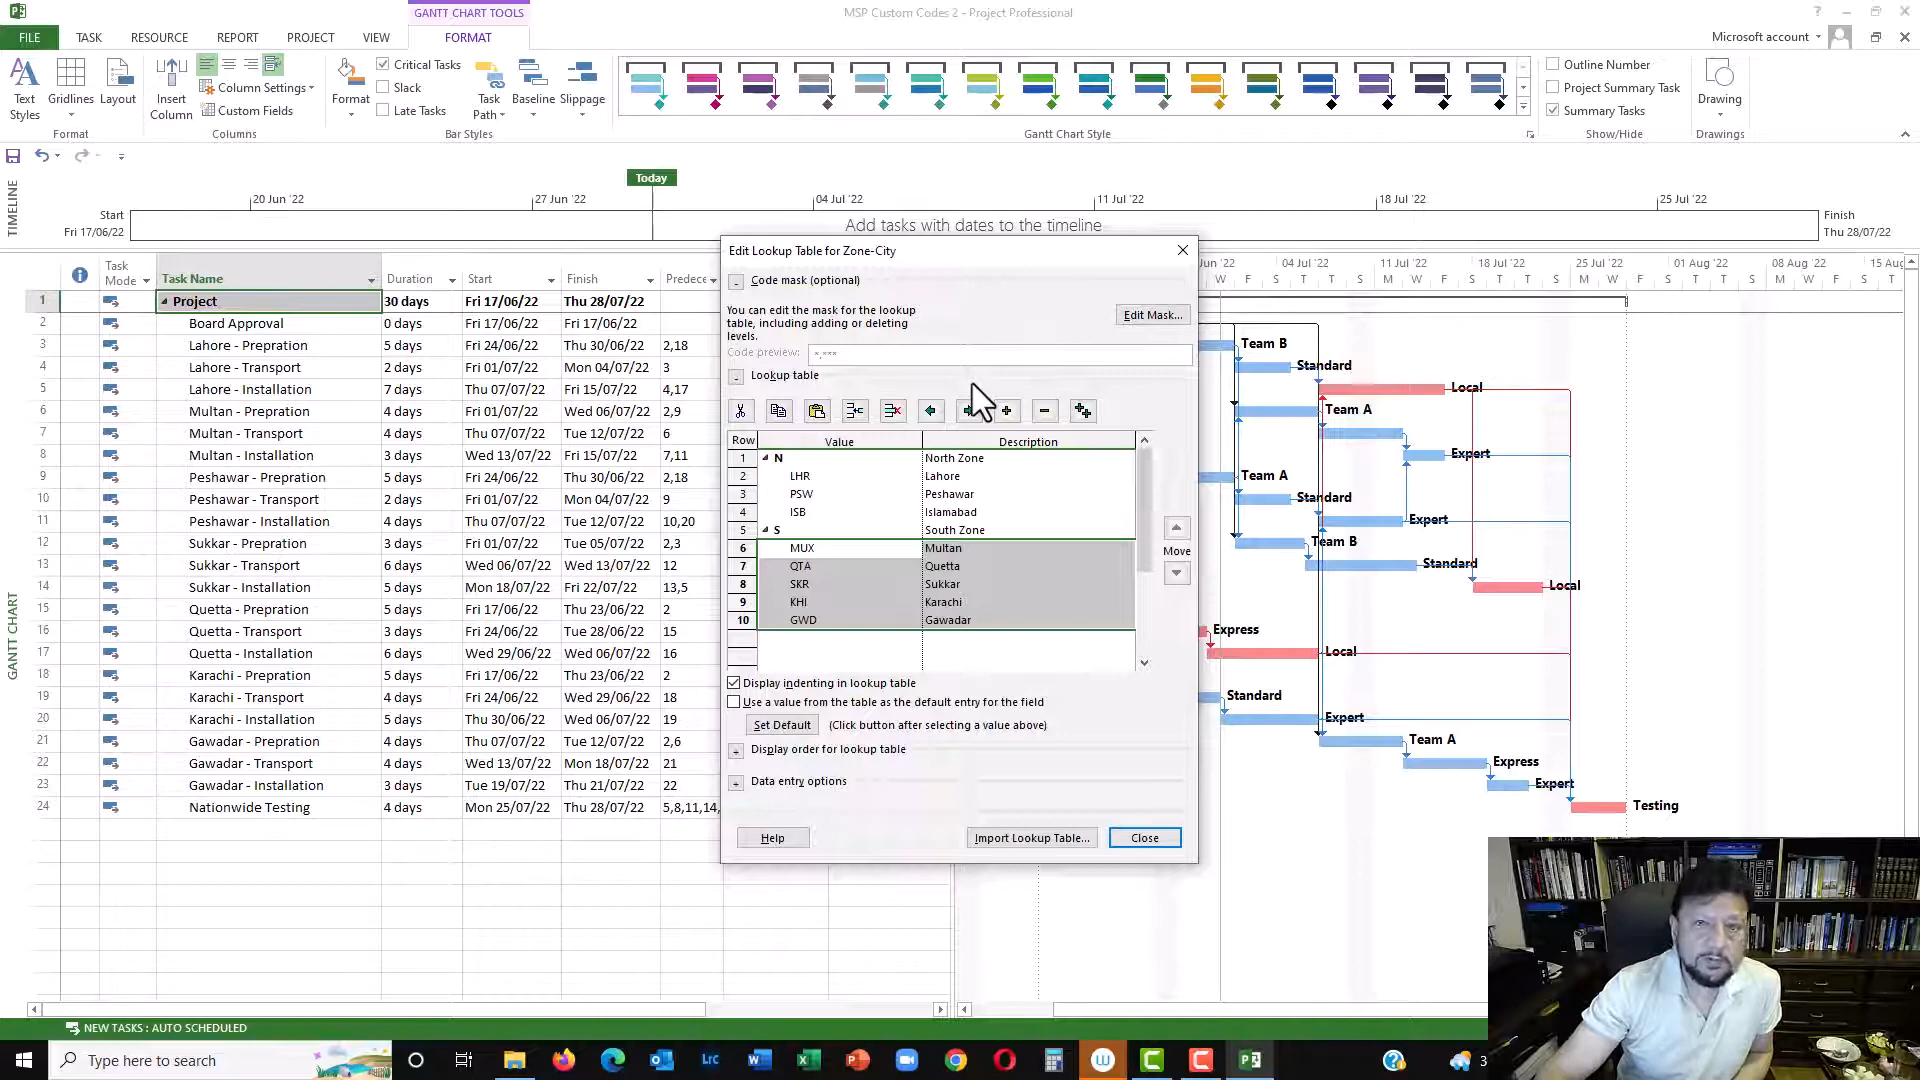 GANTT CHART TOOLS
MSP Custom Codes 2 - Project Professional
FILE TASK RESOURCE REPORT PROJECT VIEW FORMAT
Microsoft account
Text Styles
Gridlines
Layout
Format
Insert Column
Column Settings
Custom Fields
Columns
Format
Critical Tasks
Slack
Late Tasks
Task Path
Baseline
Slippage
Bar Styles
Gantt Chart Style
Outline Number
Project Summary Task
Summary Tasks
Show/Hide
Drawing
Drawings
TIMELINE
Today
20 Jun '22 27 Jun '22 04 Jul '22 11 Jul '22 18 Jul '22 25 Jul '22
Start
Fri 17/06/22
Add tasks with dates to the timeline
Finish
Thu 28/07/22
GANTT CHART
Task Mode Task Name Duration Start Finish Predece
1 Project 30 days Fri 17/06/22 Thu 28/07/22
2 Board Approval 0 days Fri 17/06/22 Fri 17/06/22
3 Lahore - Prepration 5 days Fri 24/06/22 Thu 30/06/22 2,18
4 Lahore - Transport 2 days Fri 01/07/22 Mon 04/07/22 3
5 Lahore - Installation 7 days Thu 07/07/22 Fri 15/07/22 4,17
6 Multan - Prepration 4 days Fri 01/07/22 Wed 06/07/22 2,9
7 Multan - Transport 4 days Thu 07/07/22 Tue 12/07/22 6
8 Multan - Installation 3 days Wed 13/07/22 Fri 15/07/22 7,11
9 Peshawar - Prepration 5 days Fri 24/06/22 Thu 30/06/22 2,18
10 Peshawar - Transport 2 days Fri 01/07/22 Mon 04/07/22 9
11 Peshawar - Installation 4 days Thu 07/07/22 Tue 12/07/22 10,20
12 Sukkar - Prepration 3 days Fri 01/07/22 Tue 05/07/22 2,3
13 Sukkar - Transport 6 days Wed 06/07/22 Wed 13/07/22 12
14 Sukkar - Installation 5 days Mon 18/07/22 Fri 22/07/22 13,5
15 Quetta - Prepration 5 days Fri 17/06/22 Thu 23/06/22 2
16 Quetta - Transport 3 days Fri 24/06/22 Tue 28/06/22 15
17 Quetta - Installation 6 days Wed 29/06/22 Wed 06/07/22 16
18 Karachi - Prepration 5 days Fri 17/06/22 Thu 23/06/22 2
19 Karachi - Transport 4 days Fri 24/06/22 Wed 29/06/22 18
20 Karachi - Installation 5 days Thu 30/06/22 Wed 06/07/22 19
21 Gawadar - Prepration 4 days Thu 07/07/22 Tue 12/07/22 2,6
22 Gawadar - Transport 4 days Wed 13/07/22 Mon 18/07/22 21
23 Gawadar - Installation 3 days Tue 19/07/22 Thu 21/07/22 22
24 Nationwide Testing 4 days Mon 25/07/22 Thu 28/07/22 5,8,11,14,
Edit Lookup Table for Zone-City
Code mask (optional)
You can edit the mask for the lookup table, including adding or deleting levels.
Edit Mask...
Code preview: *.***
Lookup table
Row Value Description
1 N North Zone
2 LHR Lahore
3 PSW Peshawar
4 ISB Islamabad
5 S South Zone
6 MUX Multan
7 QTA Quetta
8 SKR Sukkar
9 KHI Karachi
10 GWD Gawadar
Move
Display indenting in lookup table
Use a value from the table as the default entry for the field
Set Default (Click button after selecting a value above)
Display order for lookup table
Data entry options
Help Import Lookup Table... Close
un '22 04 Jul '22 11 Jul '22 18 Jul '22 25 Jul '22 01 Aug '22 08 Aug '22 15 Aug
W F S T T S M W F S T T S M W F S T
Team B
Standard
Local
Team A
Expert
Team A
Standard
Expert
Team B
Standard
Local
Express
Local
Standard
Expert
Team A
Express
Expert
Testing
NEW TASKS : AUTO SCHEDULED
Type here to search
Lrc
3